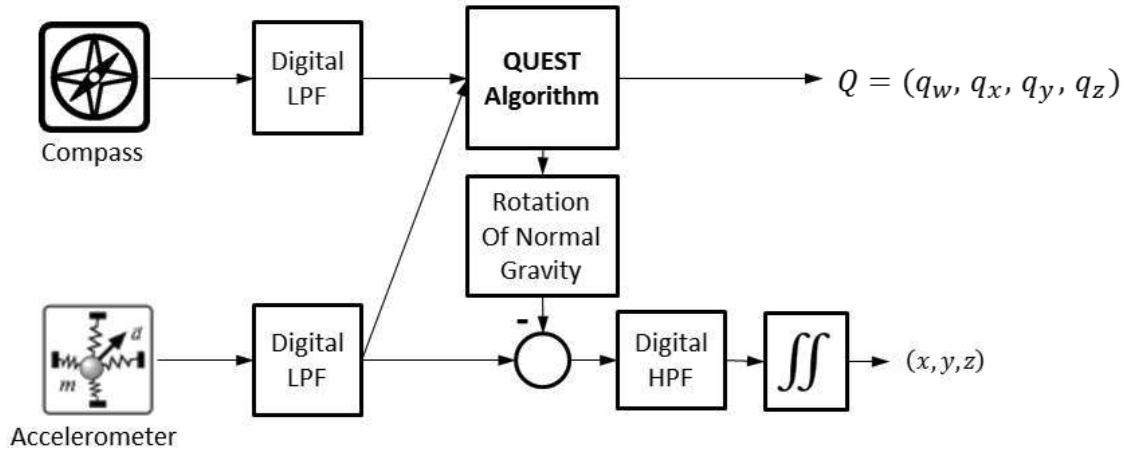 Digital
LPF
QUEST
Algorithm
Q = (q_w, q_x, q_y, q_z)
Compass
Rotation
Of Normal
Gravity
-
Digital
LPF
Digital
HPF
∬
(x,y,z)
a⃗
m
Accelerometer